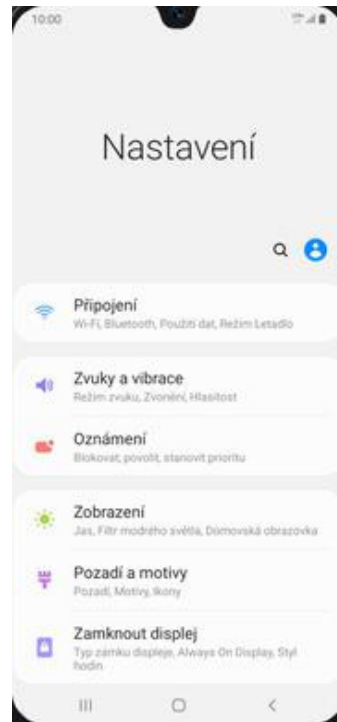 10:00
Nastavení
Připojení
Wi-Fi, Bluetooth, Použití dat, Režim Letadlo
Zvuky a vibrace
Režim zvuku, Zvonění, Hlasitost
Oznámení
Blokovat, povolit, stanovit prioritu
Zobrazení
Jas, Filtr modrého světla, Domovská obrazovka
Pozadí a motivy
Pozadí, Motivy, Ikony
Zamknout displej
Typ zámku displeje, Always On Display, Styl
hodin